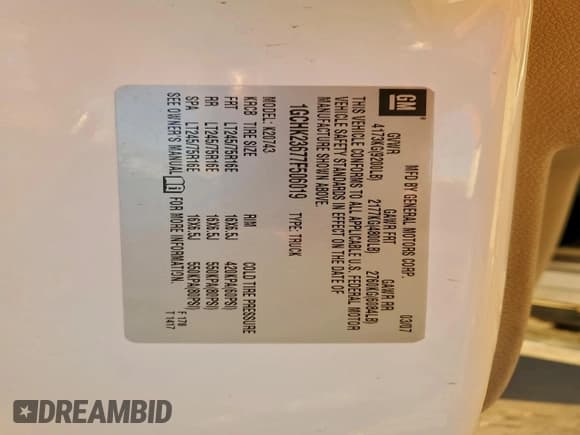 GM
MFD BY GENERAL MOTORS CORP. 03/07
GVWR GAWR FRT GAWR RR
4173KG(9200LB) 2177KG(4800LB) 2760KG(6084LB)
THIS VEHICLE CONFORMS TO ALL APPLICABLE U.S. FEDERAL MOTOR
VEHICLE SAFETY STANDARDS IN EFFECT ON THE DATE OF
MANUFACTURE SHOWN ABOVE.
1GCHK23677F506019 TYPE: TRUCK
MODEL: K20743
KRCB TIRE SIZE RIM COLD TIRE PRESSURE
FRT LT245/75R16E 16X6.5J 420KPA(60PSI)
RR LT245/75R16E 16X6.5J 550KPA(80PSI)
SPA LT245/75R16E 16X6.5J 550KPA(80PSI)
SEE OWNER'S MANUAL FOR MORE INFORMATION.
F 178
T 1417
DREAMBID